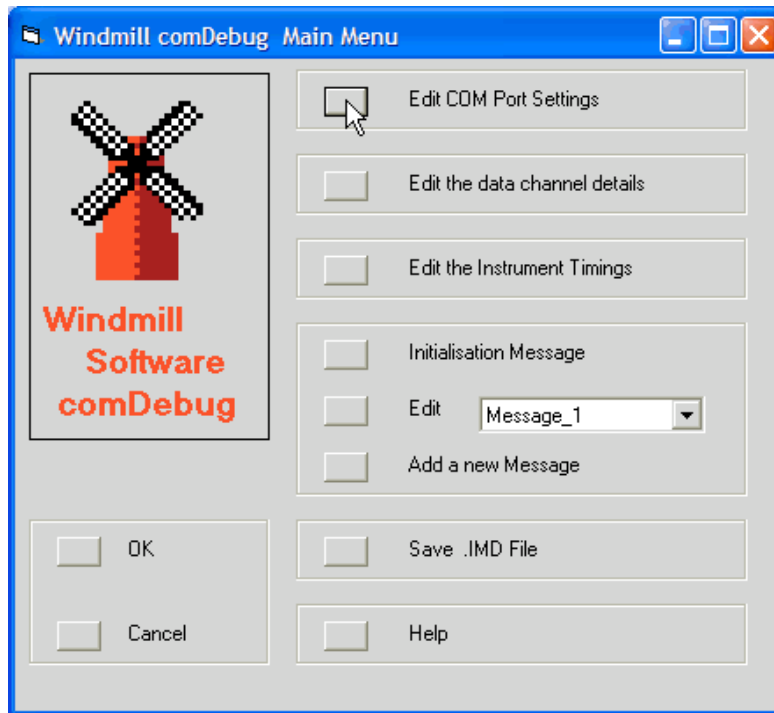 Windmill comDebug Main Menu
Windmill
Software
comDebug
Edit COM Port Settings
Edit the data channel details
Edit the Instrument Timings
Initialisation Message
Edit Message_1
Add a new Message
OK
Cancel
Save .IMD File
Help